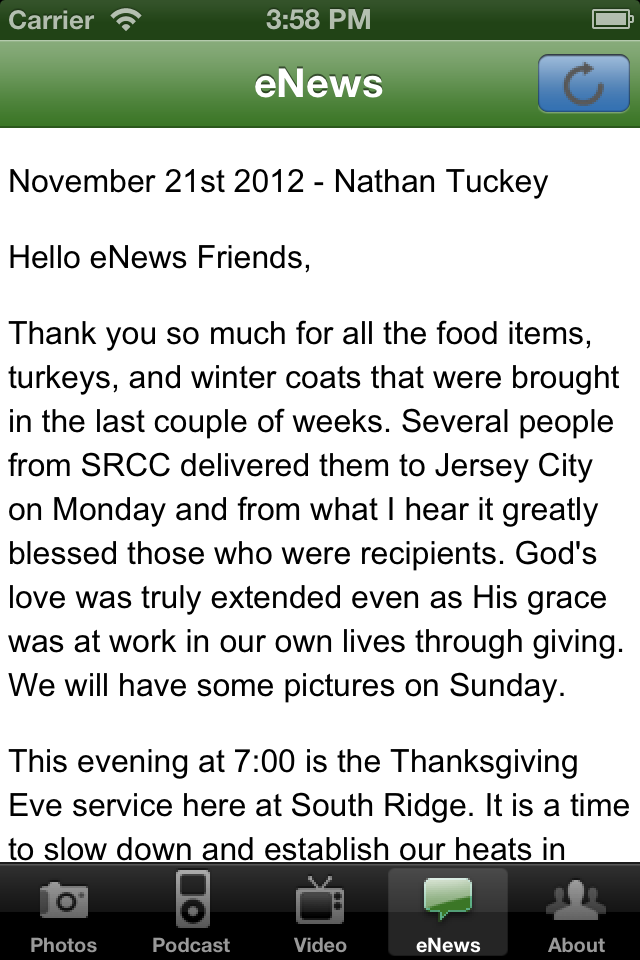 Carrier 3:58 PM
eNews
November 21st 2012 - Nathan Tuckey
Hello eNews Friends,
Thank you so much for all the food items,
turkeys, and winter coats that were brought
in the last couple of weeks. Several people
from SRCC delivered them to Jersey City
on Monday and from what I hear it greatly
blessed those who were recipients. God's
love was truly extended even as His grace
was at work in our own lives through giving.
We will have some pictures on Sunday.
This evening at 7:00 is the Thanksgiving
Eve service here at South Ridge. It is a time
to slow down and establish our heats in
Photos Podcast Video eNews About